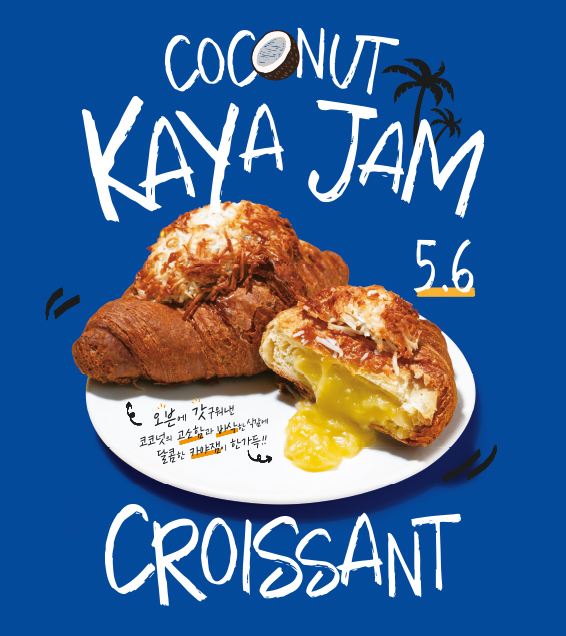 COCONUT
KAYA JAM
5.6
오븐에 갓 구워낸
코코넛의 고소함과 바삭한 식감에
달콤한 카야잼이 한가득!!
CROISSANT